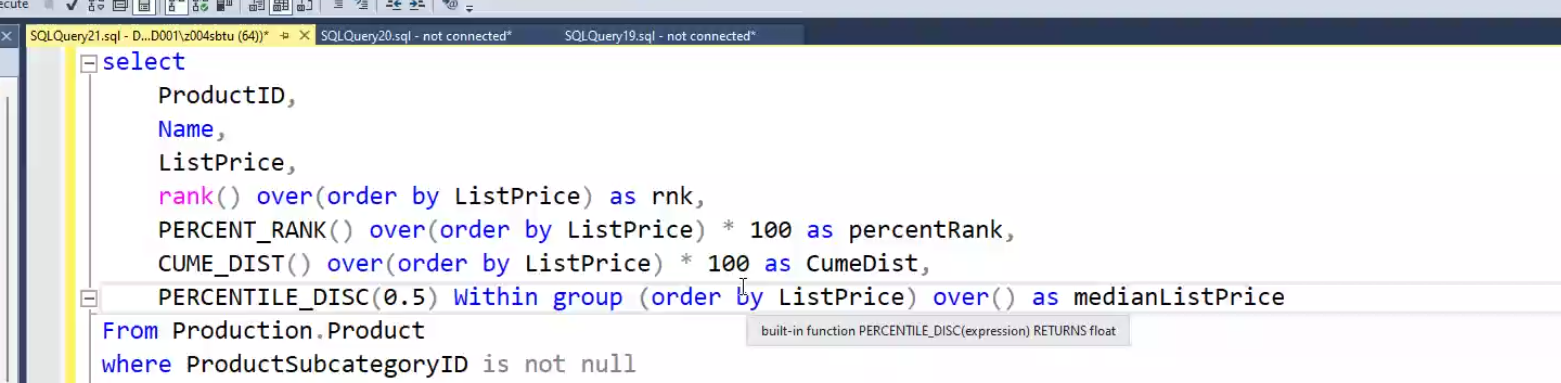 ecute
SQLQuery21.sql - D...D001\z004sbtu (64))* SQLQuery20.sql - not connected* SQLQuery19.sql - not connected*
select
ProductID,
Name,
ListPrice,
rank() over(order by ListPrice) as rnk,
PERCENT_RANK() over(order by ListPrice) * 100 as percentRank,
CUME_DIST() over(order by ListPrice) * 100 as CumeDist,
PERCENTILE_DISC(0.5) Within group (order by ListPrice) over() as medianListPrice
From Production.Product
built-in function PERCENTILE_DISC(expression) RETURNS float
where ProductSubcategoryID is not null